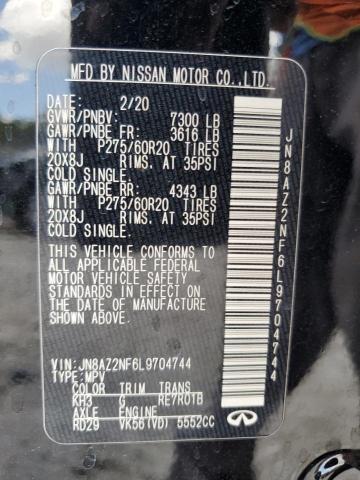 MFD BY NISSAN MOTOR CO.,LTD.
DATE: 2/20
GVWR/PNBV: 7300 LB
GAWR/PNBE FR: 3616 LB
WITH P275/60R20 TIRES
20X8J RIMS. AT 35PSI
COLD SINGLE.
GAWR/PNBE RR: 4343 LB
WITH P275/60R20 TIRES
20X8J RIMS. AT 35PSI
COLD SINGLE.
THIS VEHICLE CONFORMS TO
ALL APPLICABLE FEDERAL
MOTOR VEHICLE SAFETY
STANDARDS IN EFFECT ON
THE DATE OF MANUFACTURE
ABOVE.
VIN:JN8AZ2NF6L9704744
TYPE:MPV
COLOR TRIM TRANS
KH3 G RE7R01B
AXLE ENGINE
RD29 VK56(VD) 5552CC
JN8AZ2NF6L9704744